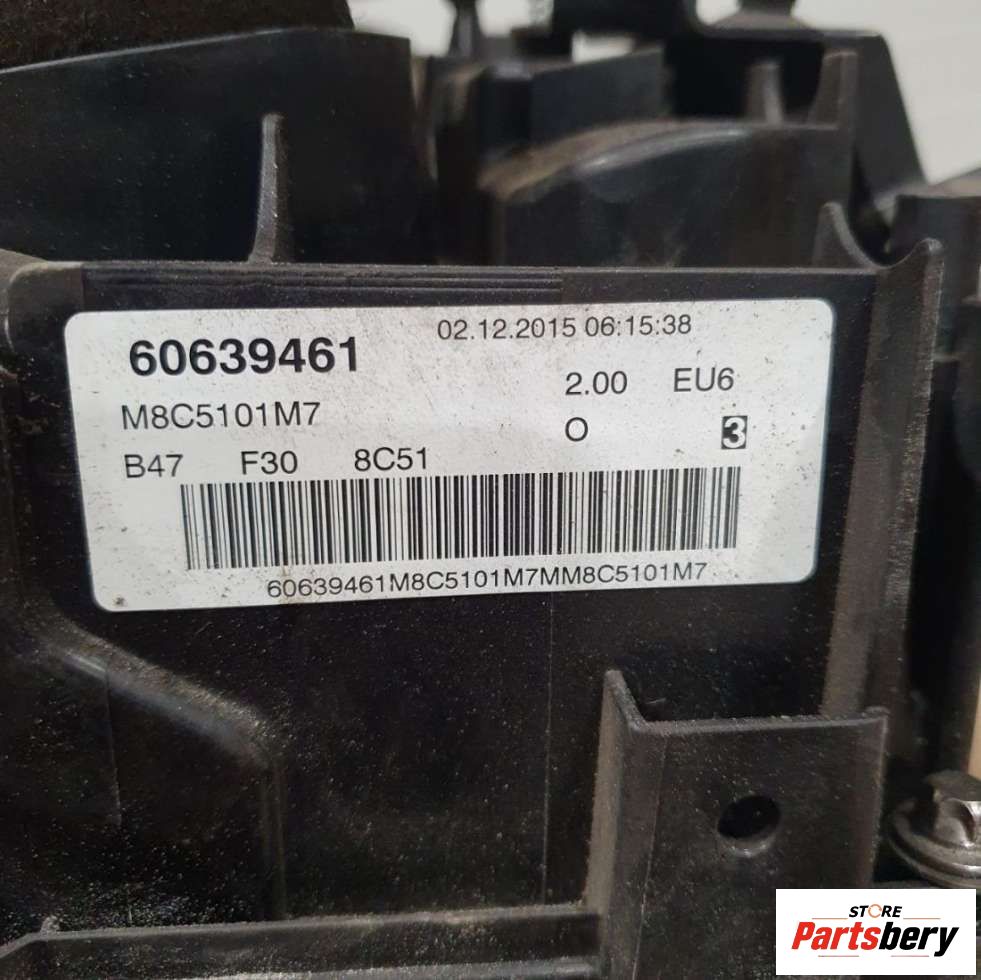 02.12.2015 06:15:38
60639461
2.00 EU6
M8C5101M7
O 3
B47 F30 8C51
60639461M8C5101M7MM8C5101M7
STORE
Partsbery